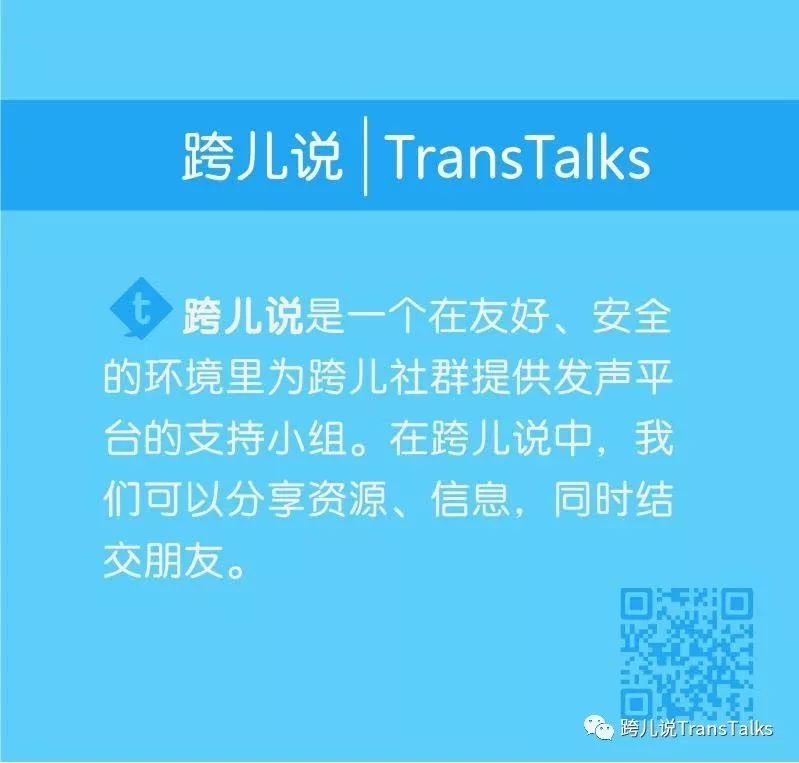 跨儿说 | TransTalks
t 跨儿说是一个在友好、安全
的环境里为跨儿社群提供发声平
台的支持小组。在跨儿说中，我
们可以分享资源、信息，同时结
交朋友。
跨儿说TransTalks